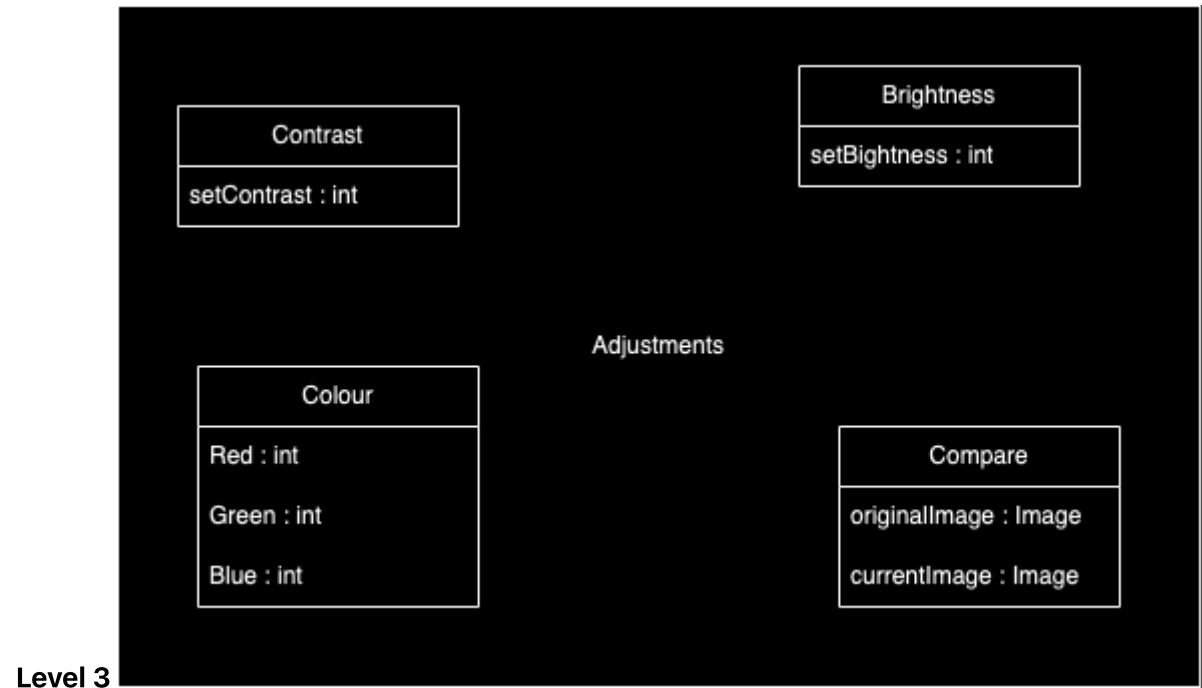 Contrast
setContrast : int
Brightness
setBightness : int
Adjustments
Colour
Red : int
Green : int
Blue : int
Compare
originalImage : Image
currentImage : Image
Level 3